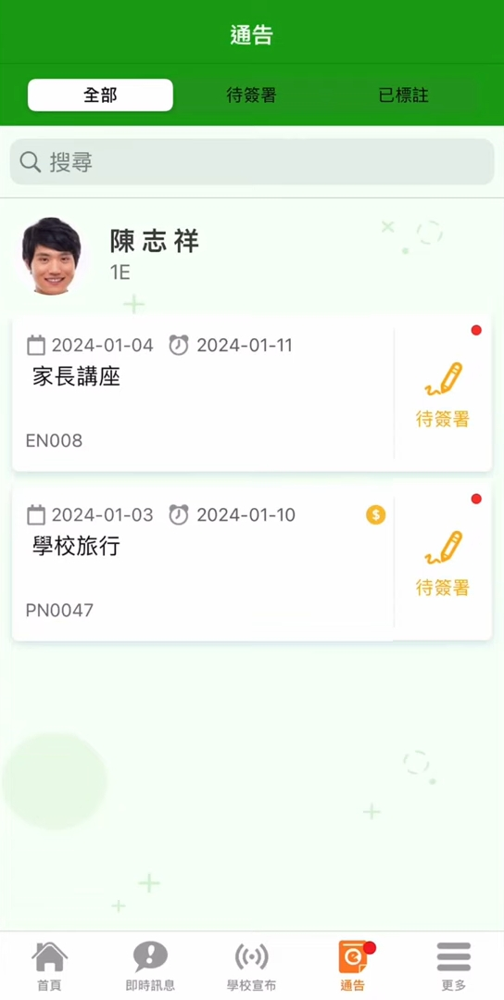 通告
全部 待簽署 已標註
搜尋
陳志祥
1E
2024-01-04 2024-01-11
家長講座
待簽署
EN008
2024-01-03 2024-01-10 $
學校旅行
待簽署
PN0047
首頁 即時訊息 學校宣布 通告 更多